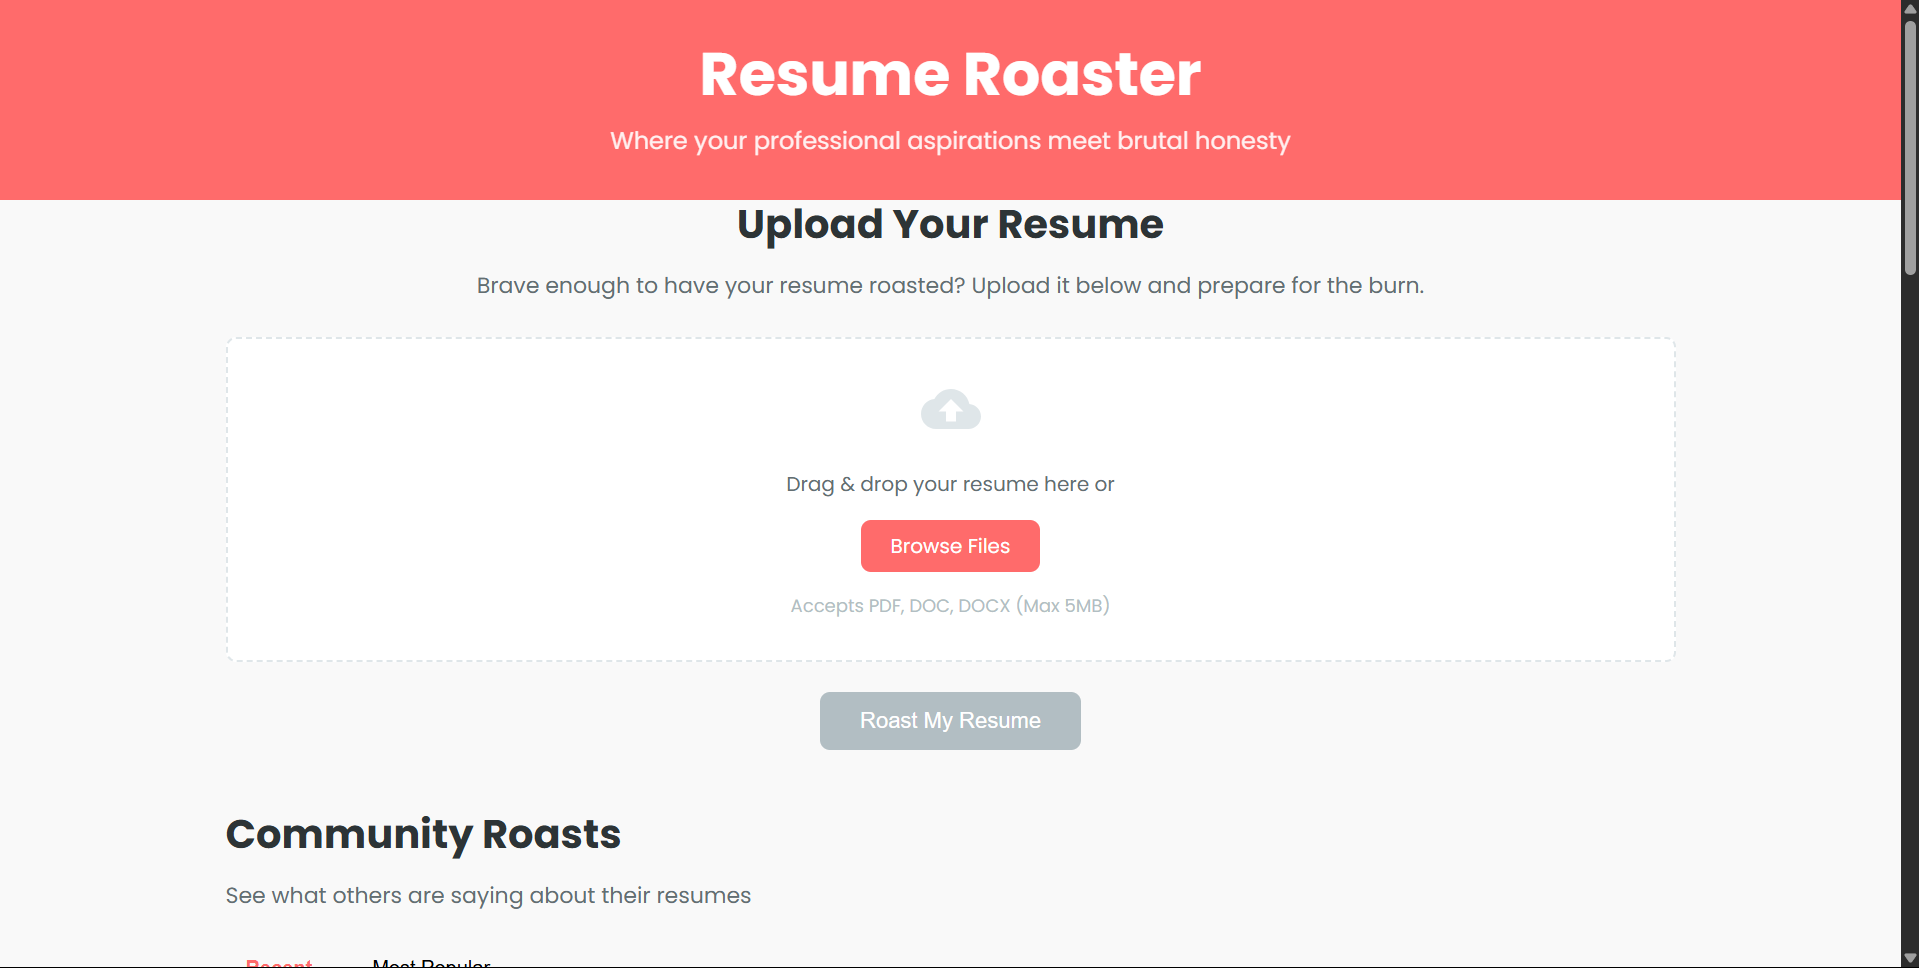 Resume Roaster
Where your professional aspirations meet brutal honesty
Upload Your Resume
Brave enough to have your resume roasted? Upload it below and prepare for the burn.
Drag & drop your resume here or
Browse Files
Accepts PDF, DOC, DOCX (Max 5MB)
Roast My Resume
Community Roasts
See what others are saying about their resumes
Recent Most Popular